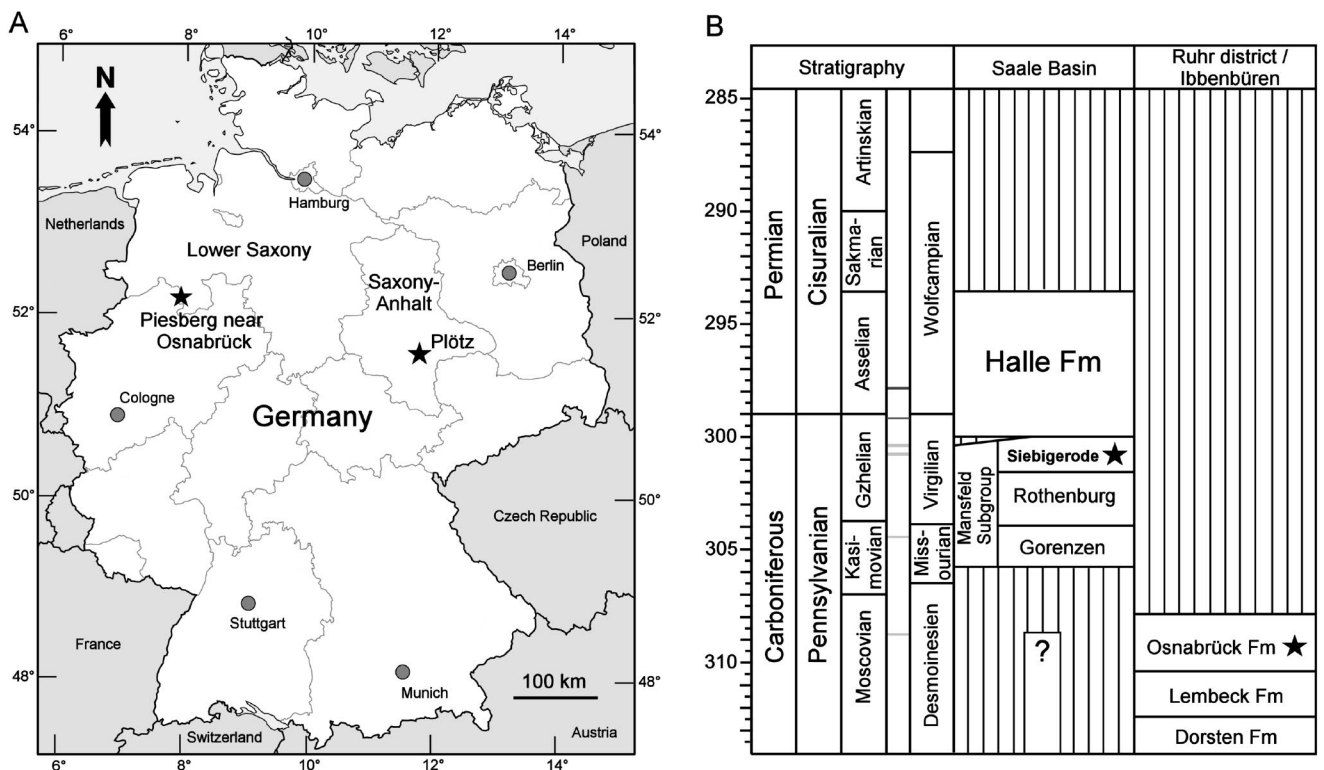 A
6°
8°
10°
12°
14°
N
54°
54°
Hamburg
Netherlands
Lower Saxony
Poland
Berlin
Saxony-
Anhalt
52°
52°
Piesberg near
Osnabrück
Plötz
Cologne
Germany
50°
50°
Czech Republic
Stuttgart
France
48°
48°
Munich
100 km
Switzerland
Austria
6°
8°
10°
12°
14°
B
Stratigraphy
Saale Basin
Ruhr district /
Ibbenbüren
285
290
295
300
305
310
Permian
Carboniferous
Cisuralian
Pennsylvanian
Artinskian
Sakma-
rian
Asselian
Gzhelian
Kasi-
movian
Moscovian
Wolfcampian
Virgilian
Miss-
ourian
Desmoinesien
Halle Fm
Mansfeld
Subgroup
Siebigerode
Rothenburg
Gorenzen
?
Osnabrück Fm
Lembeck Fm
Dorsten Fm